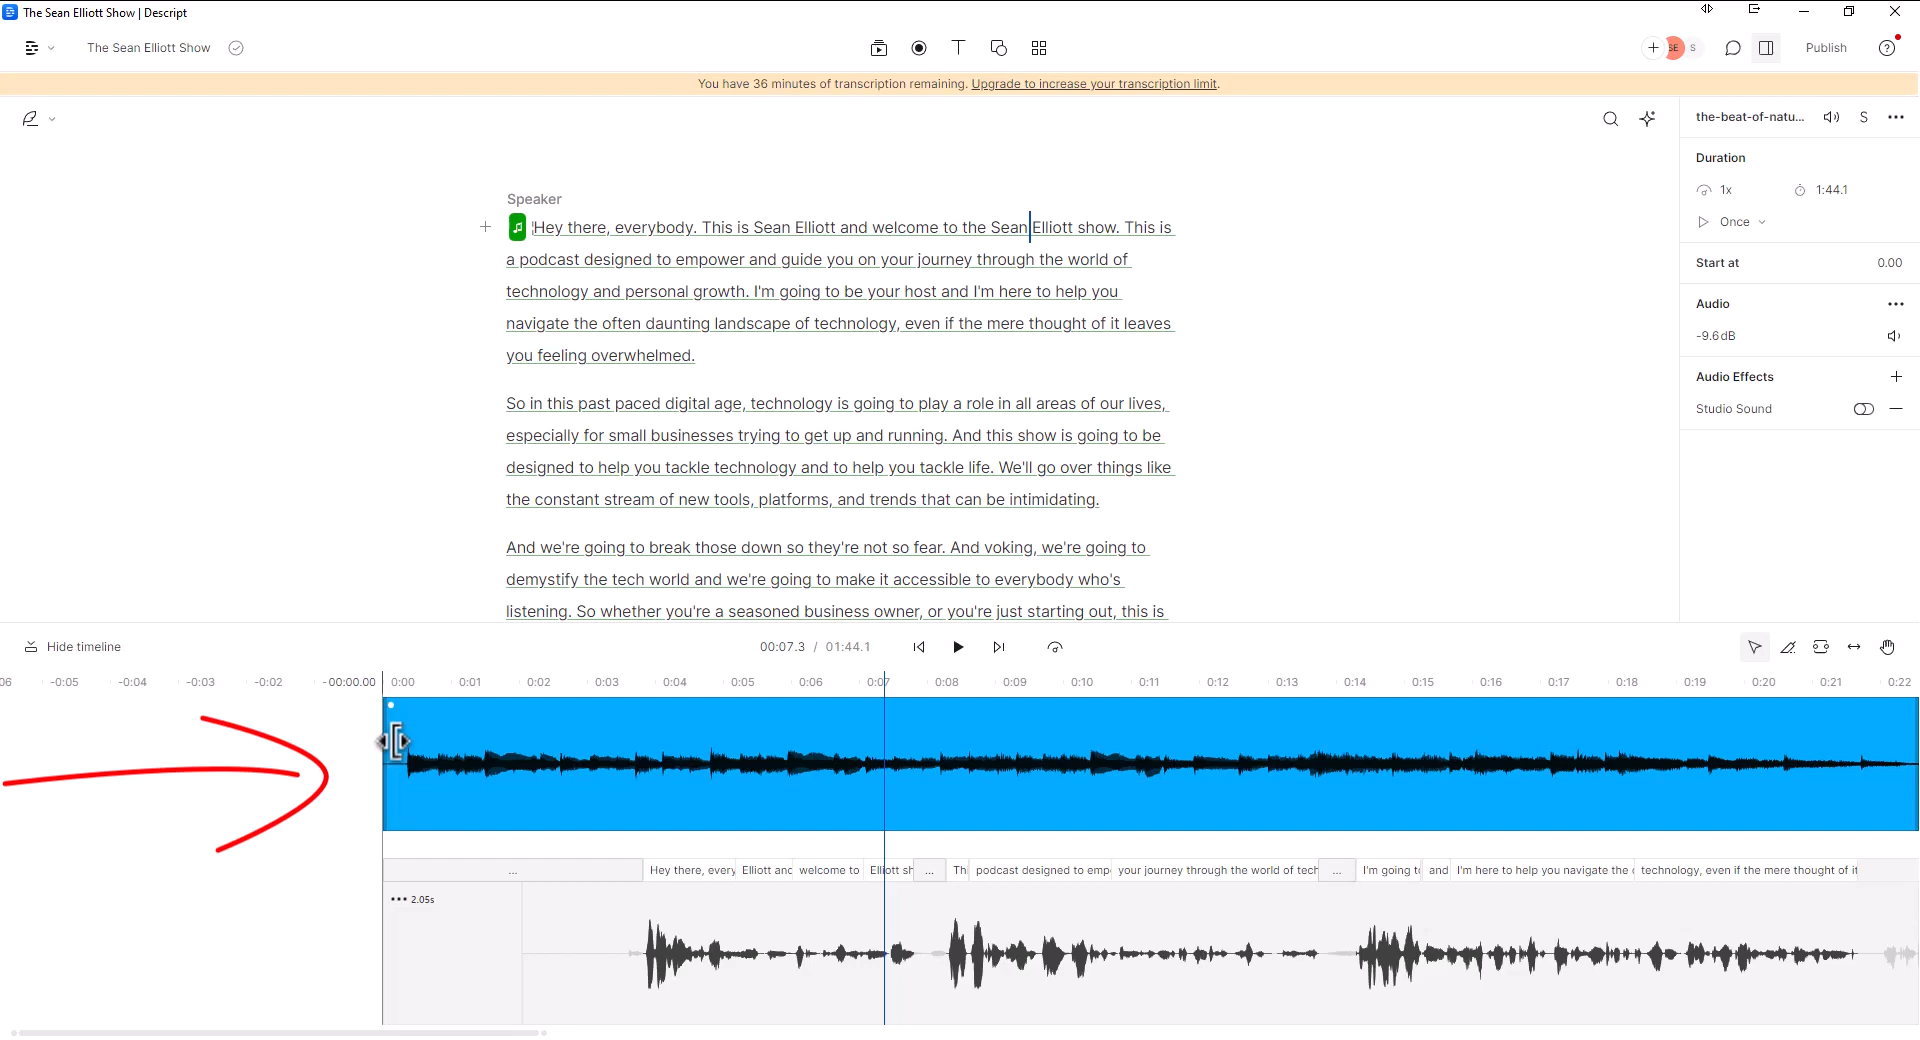 The Sean Elliott Show | Descript
The Sean Elliott Show
SE
S
Publish
You have 36 minutes of transcription remaining. Upgrade to increase your transcription limit.
the-beat-of-natu...
S
Duration
1x
1:44.1
Once
Start at
0.00
Audio
-9.6dB
Audio Effects
Studio Sound
Speaker
Hey there, everybody. This is Sean Elliott and welcome to the Sean Elliott show. This is
a podcast designed to empower and guide you on your journey through the world of
technology and personal growth. I'm going to be your host and I'm here to help you
navigate the often daunting landscape of technology, even if the mere thought of it leaves
you feeling overwhelmed.
So in this past paced digital age, technology is going to play a role in all areas of our lives,
especially for small businesses trying to get up and running. And this show is going to be
designed to help you tackle technology and to help you tackle life. We'll go over things like
the constant stream of new tools, platforms, and trends that can be intimidating.
And we're going to break those down so they're not so fear. And voking, we're going to
demystify the tech world and we're going to make it accessible to everybody who's
listening. So whether you're a seasoned business owner, or you're just starting out, this is
Hide timeline
00:07.3 / 01:44.1
06 -0:05 -0:04 -0:03 -0:02 -00:00.00 0:00 0:01 0:02 0:03 0:04 0:05 0:06 0:07 0:08 0:09 0:10 0:11 0:12 0:13 0:14 0:15 0:16 0:17 0:18 0:19 0:20 0:21 0:22
... Hey there, every Elliott and welcome to Elliott sh ... Thi podcast designed to emp your journey through the world of tech ... I'm going t and I'm here to help you navigate the technology, even if the mere thought of it
••• 2.05s